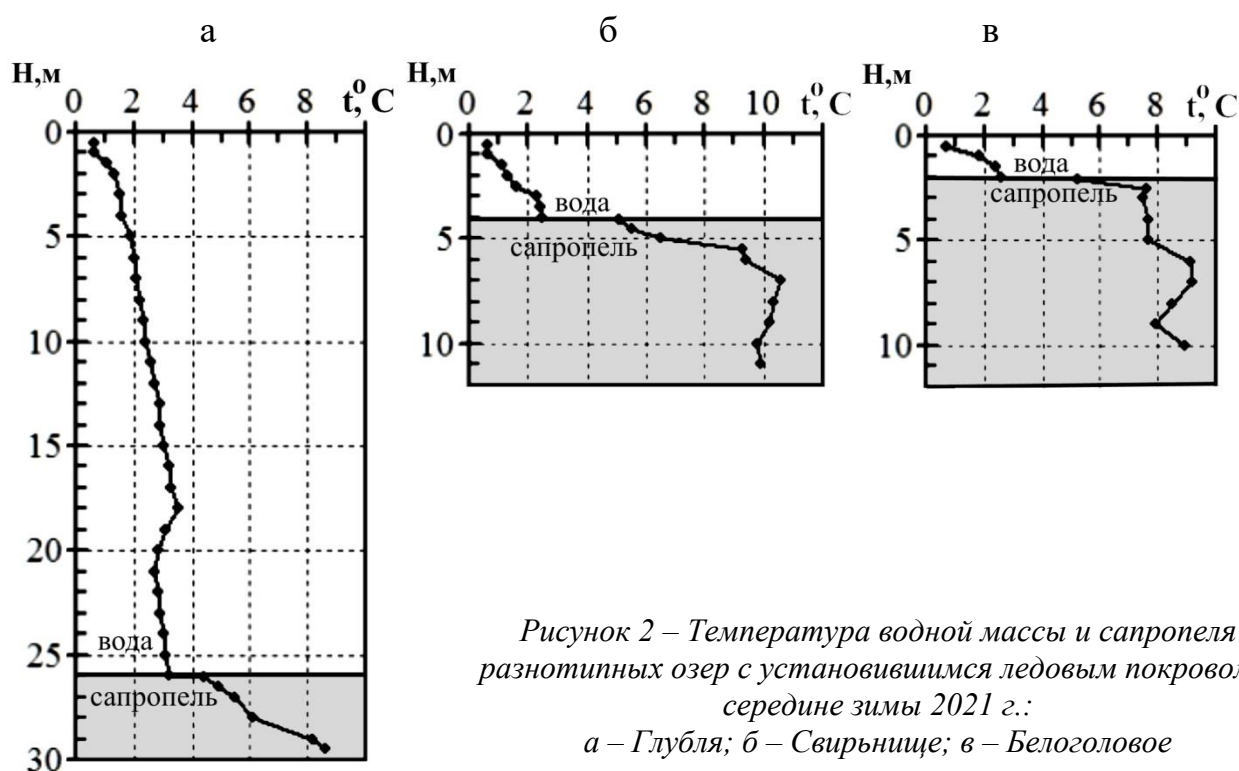 а
б
в
Н,м
0 2 4 6 8 t,°C
0
5
10
15
20
25
30
вода
сапропель
Н,м
0 2 4 6 8 10 t,°C
0
5
10
вода
сапропель
Н,м
0 2 4 6 8 t,°C
0
5
10
вода
сапропель
Рисунок 2 – Температура водной массы и сапропеля
разнотипных озер с установившимся ледовым покровом
середине зимы 2021 г.:
а – Глубля; б – Свирьнище; в – Белоголовое